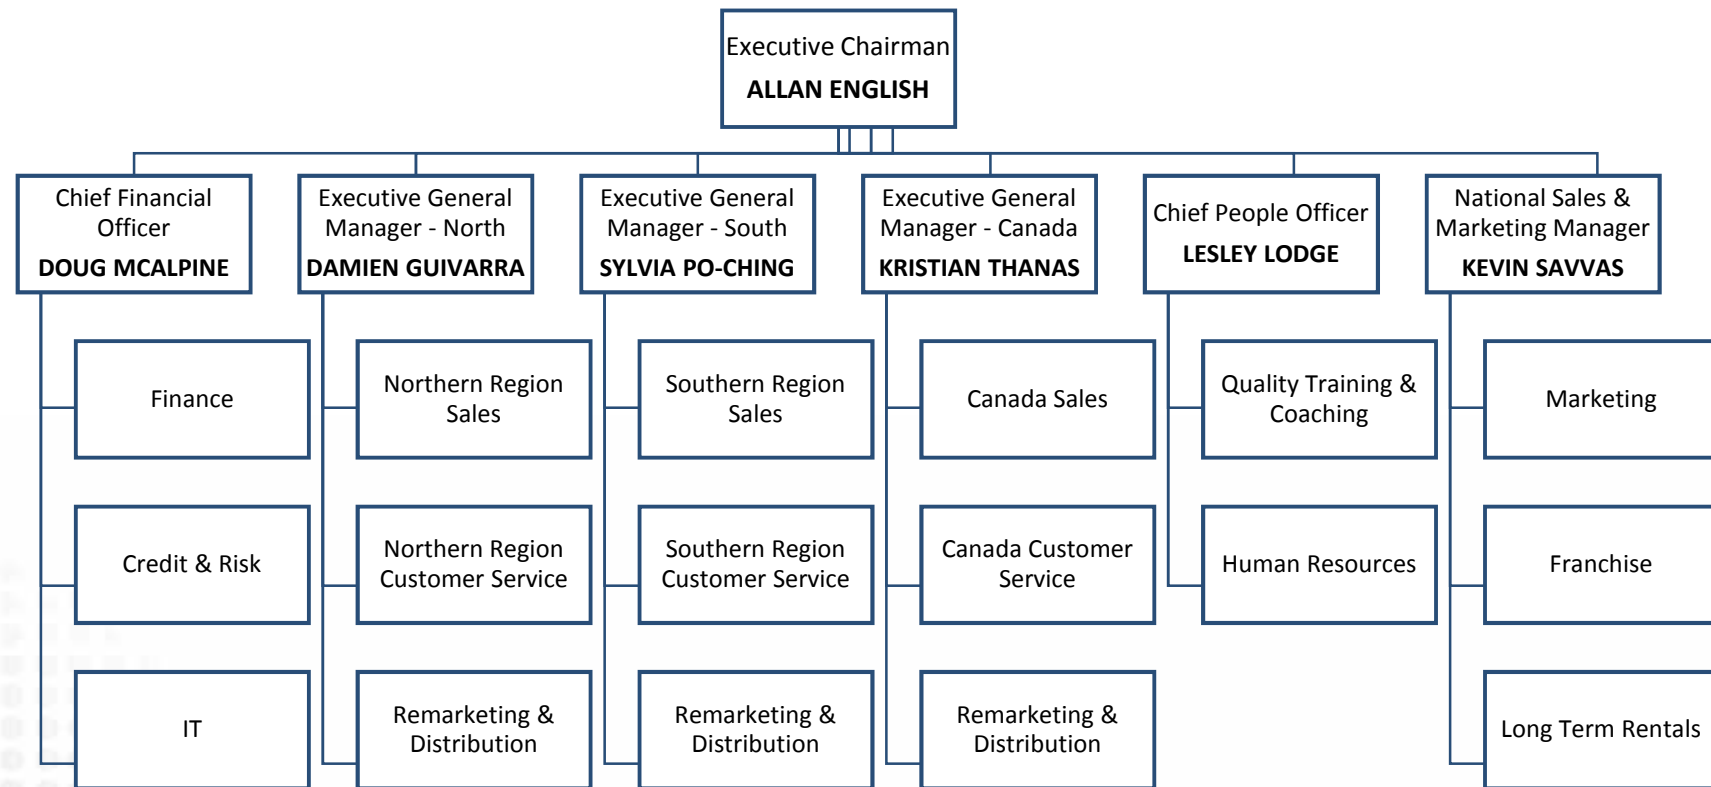 Executive Chairman
ALLAN ENGLISH
Chief Financial
Officer
DOUG MCALPINE
Executive General
Manager - North
DAMIEN GUIVARRA
Executive General
Manager - South
SYLVIA PO-CHING
Executive General
Manager - Canada
KRISTIAN THANAS
Chief People Officer
LESLEY LODGE
National Sales &
Marketing Manager
KEVIN SAVVAS
Finance
Northern Region
Sales
Southern Region
Sales
Canada Sales
Quality Training &
Coaching
Marketing
Credit & Risk
Northern Region
Customer Service
Southern Region
Customer Service
Canada Customer
Service
Human Resources
Franchise
IT
Remarketing &
Distribution
Remarketing &
Distribution
Remarketing &
Distribution
Long Term Rentals